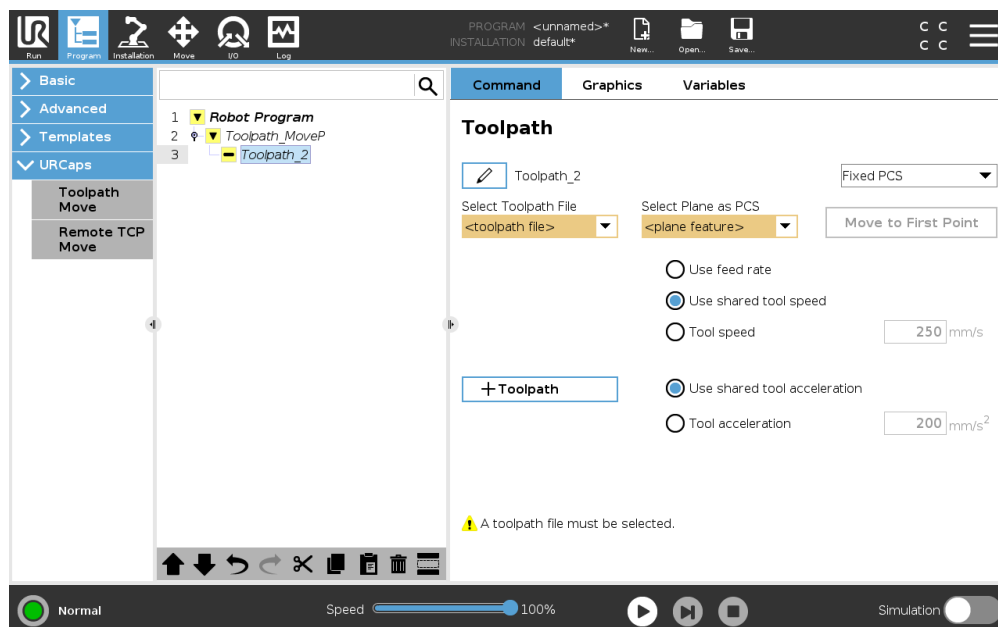 PROGRAM <unnamed>*
INSTALLATION default*
Run Program Installation Move I/O Log New... Open... Save...
C C
C C
Basic
Advanced
Templates
URCaps
Toolpath
Move
Remote TCP
Move
1 Robot Program
2 Toolpath_MoveP
3 Toolpath_2
Command Graphics Variables
Toolpath
Toolpath_2 Fixed PCS
Select Toolpath File Select Plane as PCS
<toolpath file> <plane feature> Move to First Point
Use feed rate
Use shared tool speed
Tool speed 250 mm/s
+Toolpath Use shared tool acceleration
Tool acceleration 200 mm/s²
A toolpath file must be selected.
Normal Speed 100% Simulation